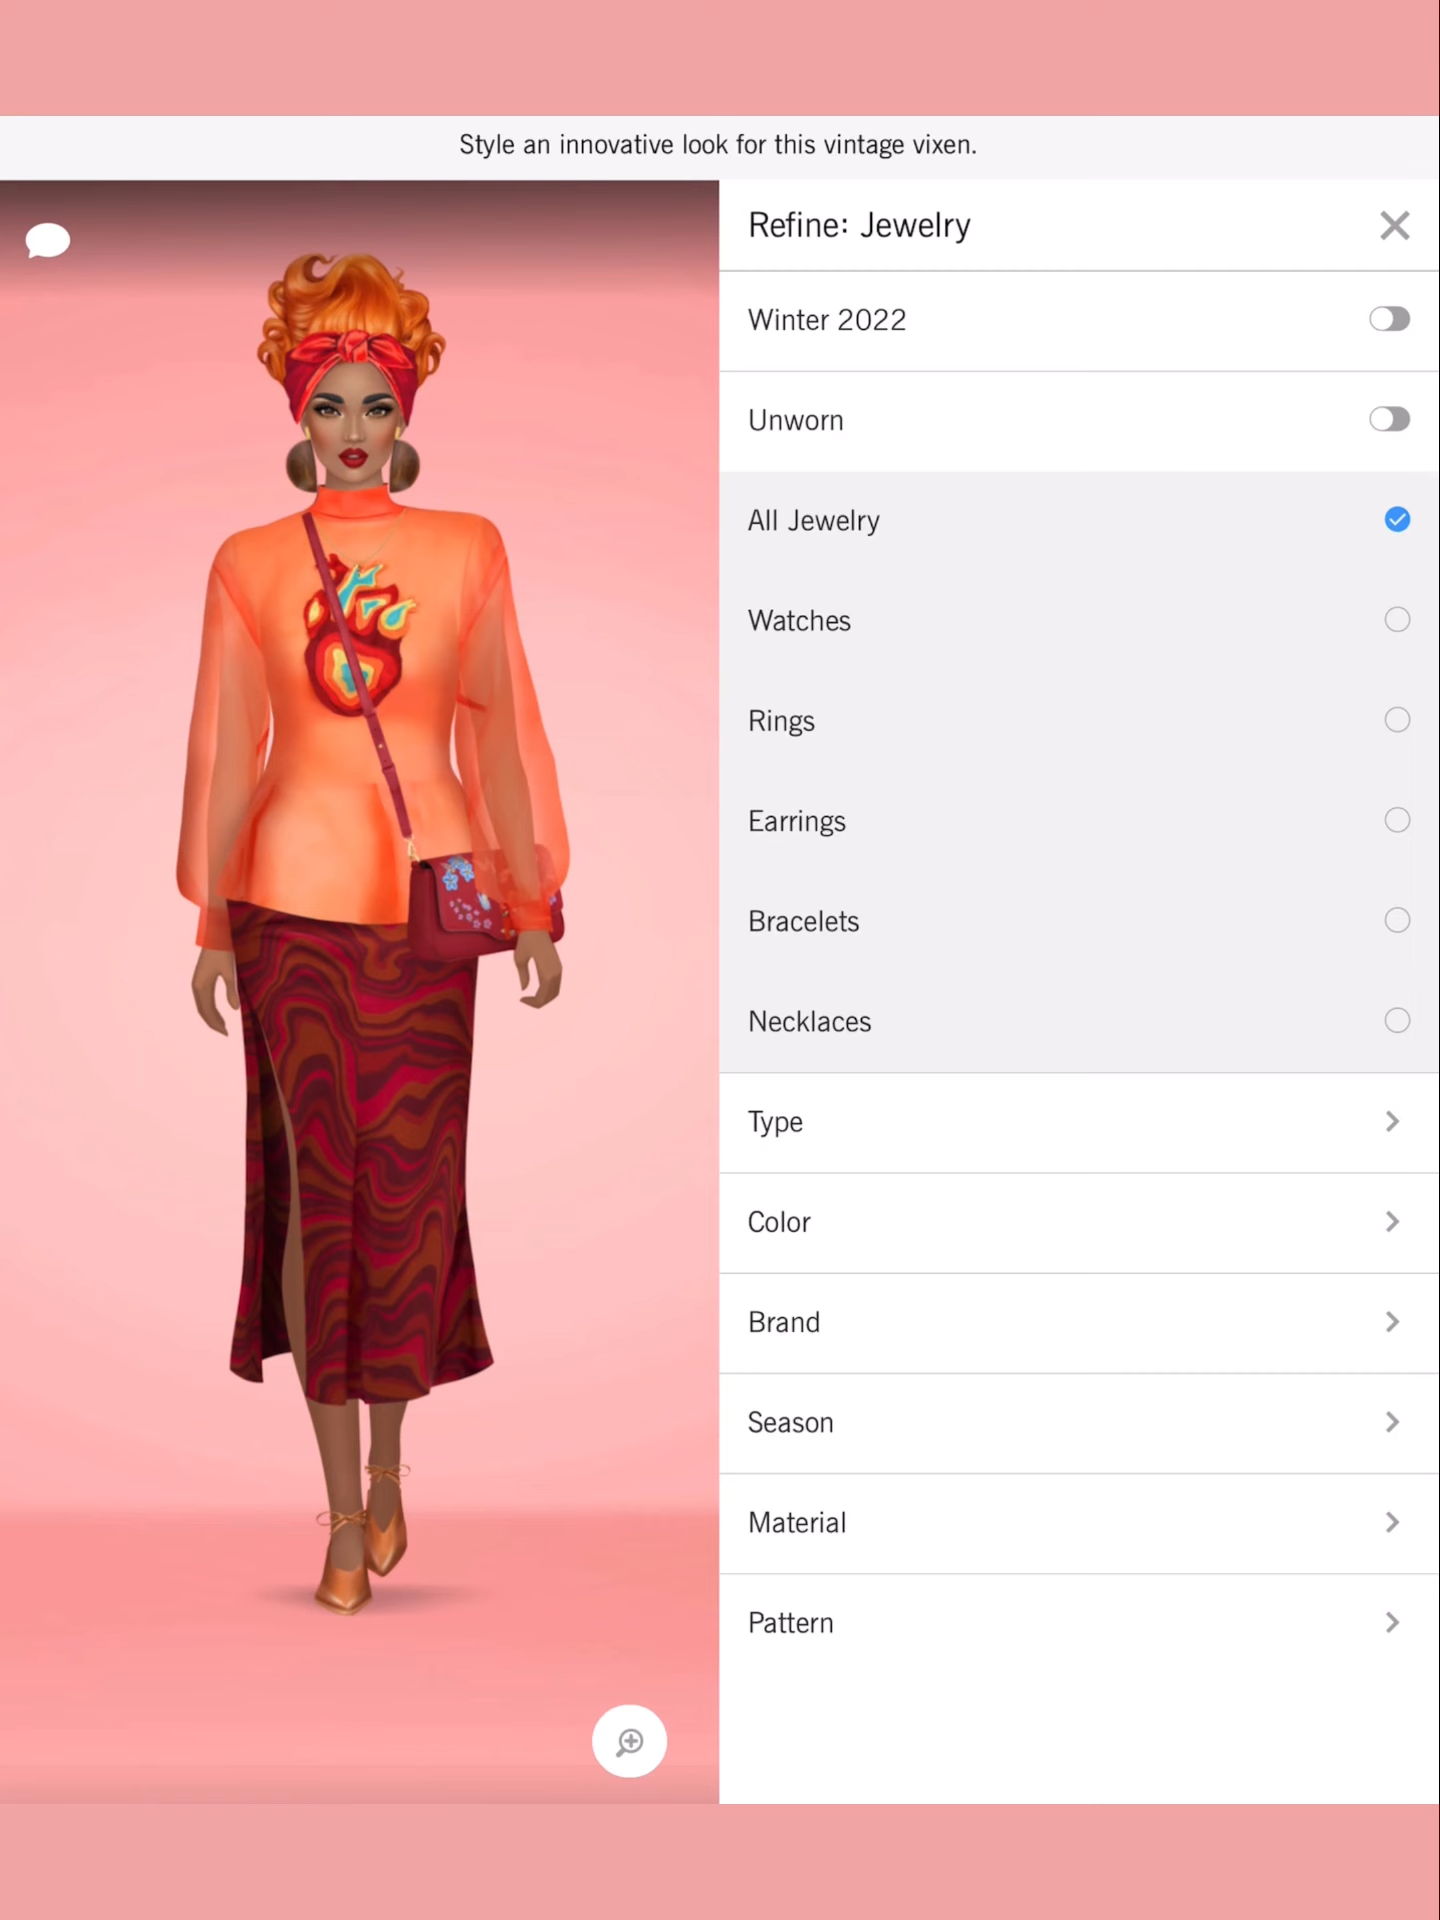 Style an innovative look for this vintage vixen.
Refine: Jewelry
Winter 2022
Unworn
All Jewelry
Watches
Rings
Earrings
Bracelets
Necklaces
Type
Color
Brand
Season
Material
Pattern